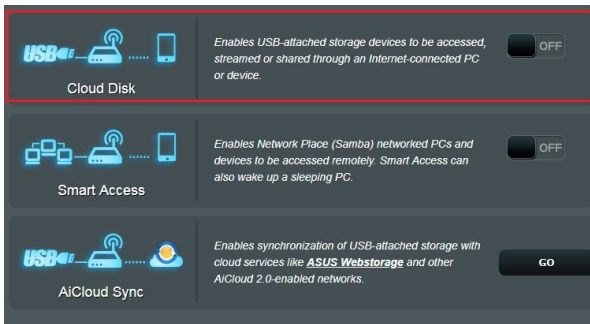 USB
Cloud Disk
Enables USB-attached storage devices to be accessed,
streamed or shared through an Internet-connected PC
or device.
OFF
Smart Access
Enables Network Place (Samba) networked PCs and
devices to be accessed remotely. Smart Access can
also wake up a sleeping PC.
OFF
USB
AiCloud Sync
Enables synchronization of USB-attached storage with
cloud services like ASUS Webstorage and other
AiCloud 2.0-enabled networks.
GO